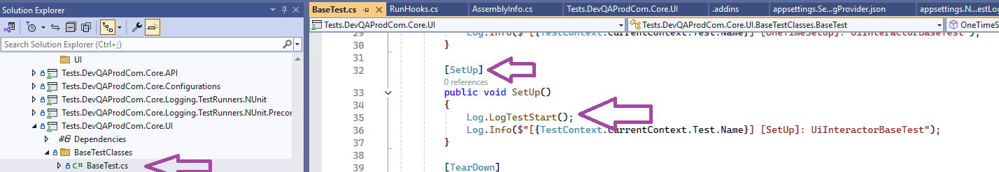 Solution Explorer
Search Solution Explorer (Ctrl+;)
UI
Tests.DevQAProdCom.Core.API
Tests.DevQAProdCom.Core.Configurations
Tests.DevQAProdCom.Core.Logging.TestRunners.NUnit
Tests.DevQAProdCom.Core.Logging.TestRunners.NUnit.Precor
Tests.DevQAProdCom.Core.UI
Dependencies
BaseTestClasses
C# BaseTest.cs
BaseTest.cs RunHooks.cs AssemblyInfo.cs Tests.DevQAProdCom.Core.UI .addins appsettings.Se...gProvider.json appsettings.N...estLog
Tests.DevQAProdCom.Core.UI Tests.DevQAProdCom.Core.UI.BaseTestClasses.BaseTest OneTimeS
29 Log.Info($"[{TestContext.CurrentContext.Test.Name}] [OneTimeSetUp]: UiInteractorBaseTest");
30 }
31
32 [SetUp]
0 references
33 public void SetUp()
34 {
35 Log.LogTestStart();
36 Log.Info($"[{TestContext.CurrentContext.Test.Name}] [SetUp]: UiInteractorBaseTest");
37 }
38
39 [TearDown]